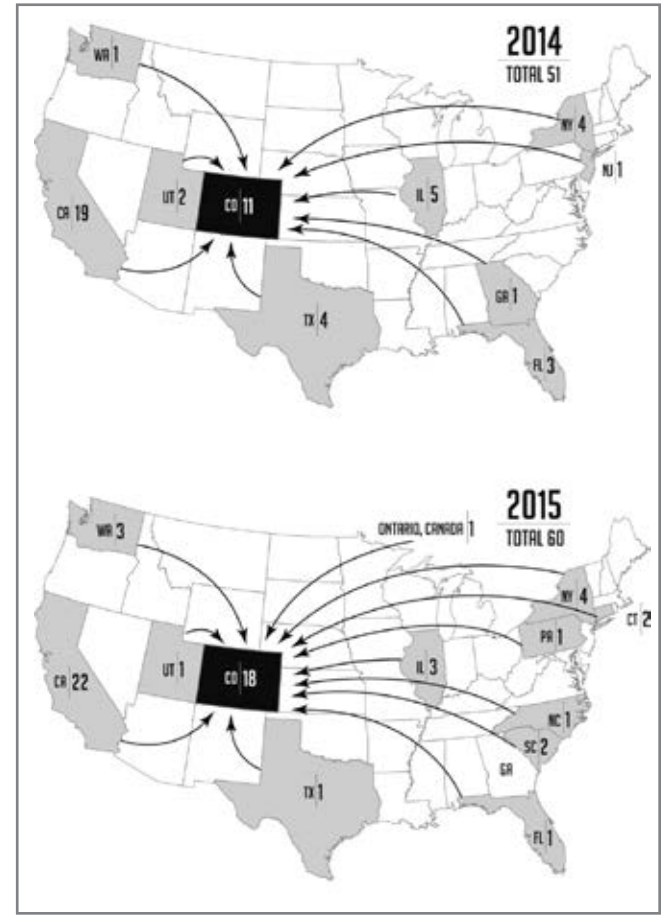 2014
TOTAL 51
WA 1
NY 4
NJ 1
UT 2
CO 11
IL 5
CA 19
GA 1
TX 4
FL 3
2015
TOTAL 60
ONTARIO, CANADA 1
WA 3
NY 4
CT 2
PA 1
UT 1
CO 18
IL 3
CA 22
NC 1
SC 2
GA
TX 1
FL 1